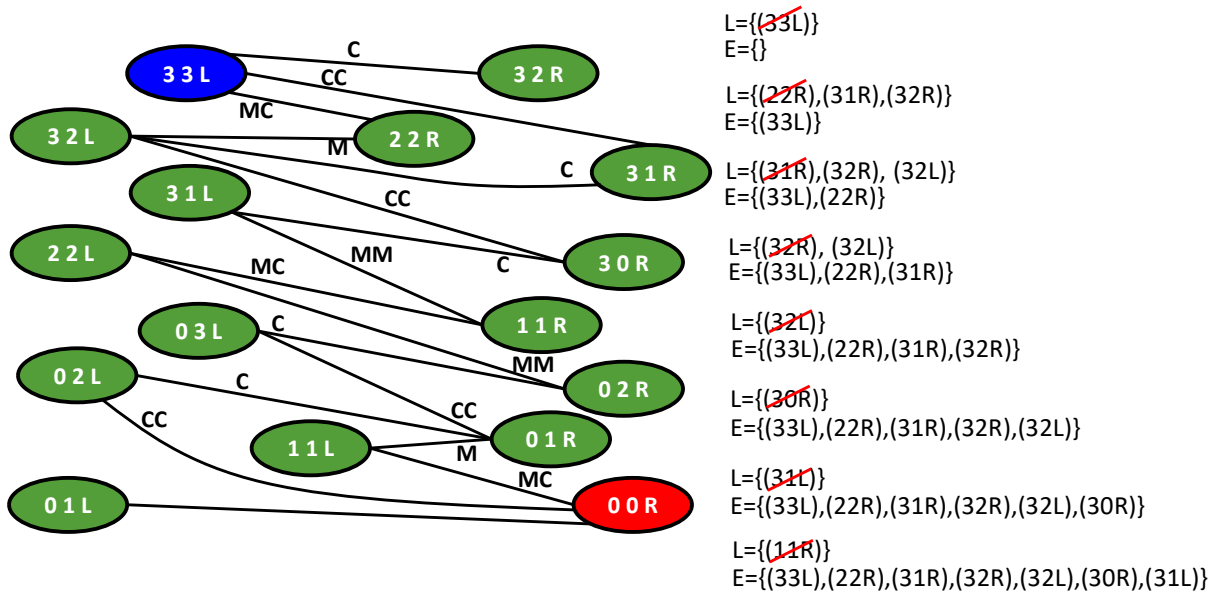 3 3 L
C
3 2 R
CC
MC
3 2 L
M
2 2 R
C
3 1 R
3 1 L
CC
2 2 L
MC
MM
C
3 0 R
0 3 L
C
1 1 R
0 2 L
C
MM
0 2 R
CC
CC
1 1 L
M
0 1 R
MC
0 1 L
0 0 R
L={(33L)}
E={}
L={(22R),(31R),(32R)}
E={(33L)}
L={(31R),(32R), (32L)}
E={(33L),(22R)}
L={(32R), (32L)}
E={(33L),(22R),(31R)}
L={(32L)}
E={(33L),(22R),(31R),(32R)}
L={(30R)}
E={(33L),(22R),(31R),(32R),(32L)}
L={(31L)}
E={(33L),(22R),(31R),(32R),(32L),(30R)}
L={(11R)}
E={(33L),(22R),(31R),(32R),(32L),(30R),(31L)}